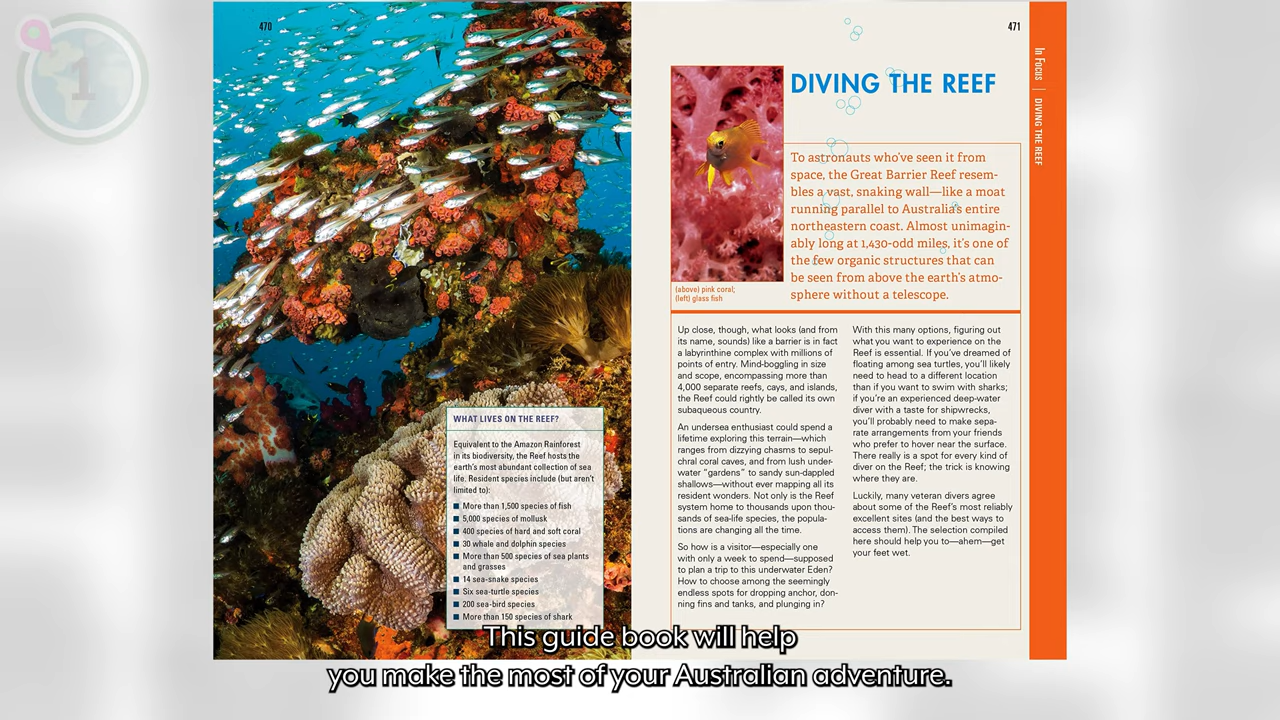 1
470
WHAT LIVES ON THE REEF?
Equivalent to the Amazon Rainforest
in its biodiversity, the Reef hosts the
earth's most abundant collection of sea
life. Resident species include (but aren't
limited to):
■ More than 1,500 species of fish
■ 5,000 species of mollusk
■ 400 species of hard and soft coral
■ 30 whale and dolphin species
■ More than 500 species of sea plants
and grasses
■ 14 sea-snake species
■ Six sea-turtle species
■ 200 sea-bird species
■ More than 150 species of shark
471
In Focus | DIVING THE REEF
DIVING THE REEF
To astronauts who've seen it from
space, the Great Barrier Reef resem-
bles a vast, snaking wall—like a moat
running parallel to Australia's entire
northeastern coast. Almost unimagin-
ably long at 1,430-odd miles, it's one of
the few organic structures that can
be seen from above the earth's atmo-
sphere without a telescope.
(above) pink coral;
(left) glass fish
Up close, though, what looks (and from
its name, sounds) like a barrier is in fact
a labyrinthine complex with millions of
points of entry. Mind-boggling in size
and scope, encompassing more than
4,000 separate reefs, cays, and islands,
the Reef could rightly be called its own
subaqueous country.
An undersea enthusiast could spend a
lifetime exploring this terrain—which
ranges from dizzying chasms to sepul-
chral coral caves, and from lush under-
water "gardens" to sandy sun-dappled
shallows—without ever mapping all its
resident wonders. Not only is the Reef
system home to thousands upon thou-
sands of sea-life species, the popula-
tions are changing all the time.
So how is a visitor—especially one
with only a week to spend—supposed
to plan a trip to this underwater Eden?
How to choose among the seemingly
endless spots for dropping anchor, don-
ning fins and tanks, and plunging in?
With this many options, figuring out
what you want to experience on the
Reef is essential. If you've dreamed of
floating among sea turtles, you'll likely
need to head to a different location
than if you want to swim with sharks;
if you're an experienced deep-water
diver with a taste for shipwrecks,
you'll probably need to make sepa-
rate arrangements from your friends
who prefer to hover near the surface.
There really is a spot for every kind of
diver on the Reef; the trick is knowing
where they are.
Luckily, many veteran divers agree
about some of the Reef's most reliably
excellent sites (and the best ways to
access them). The selection compiled
here should help you to—ahem—get
your feet wet.
This guide book will help
you make the most of your Australian adventure.